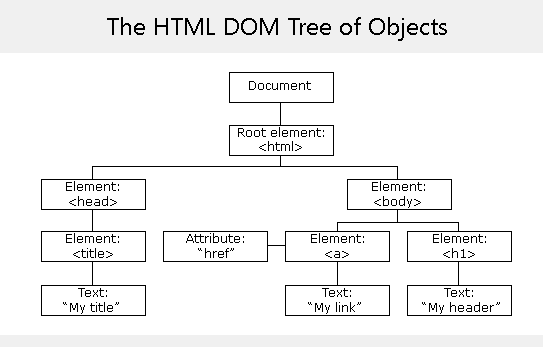 The HTML DOM Tree of Objects
Document
Root element:
<html>
Element:
<head>
Element:
<body>
Element:
<title>
Attribute:
“href”
Element:
<a>
Element:
<h1>
Text:
“My title”
Text:
“My link”
Text:
“My header”